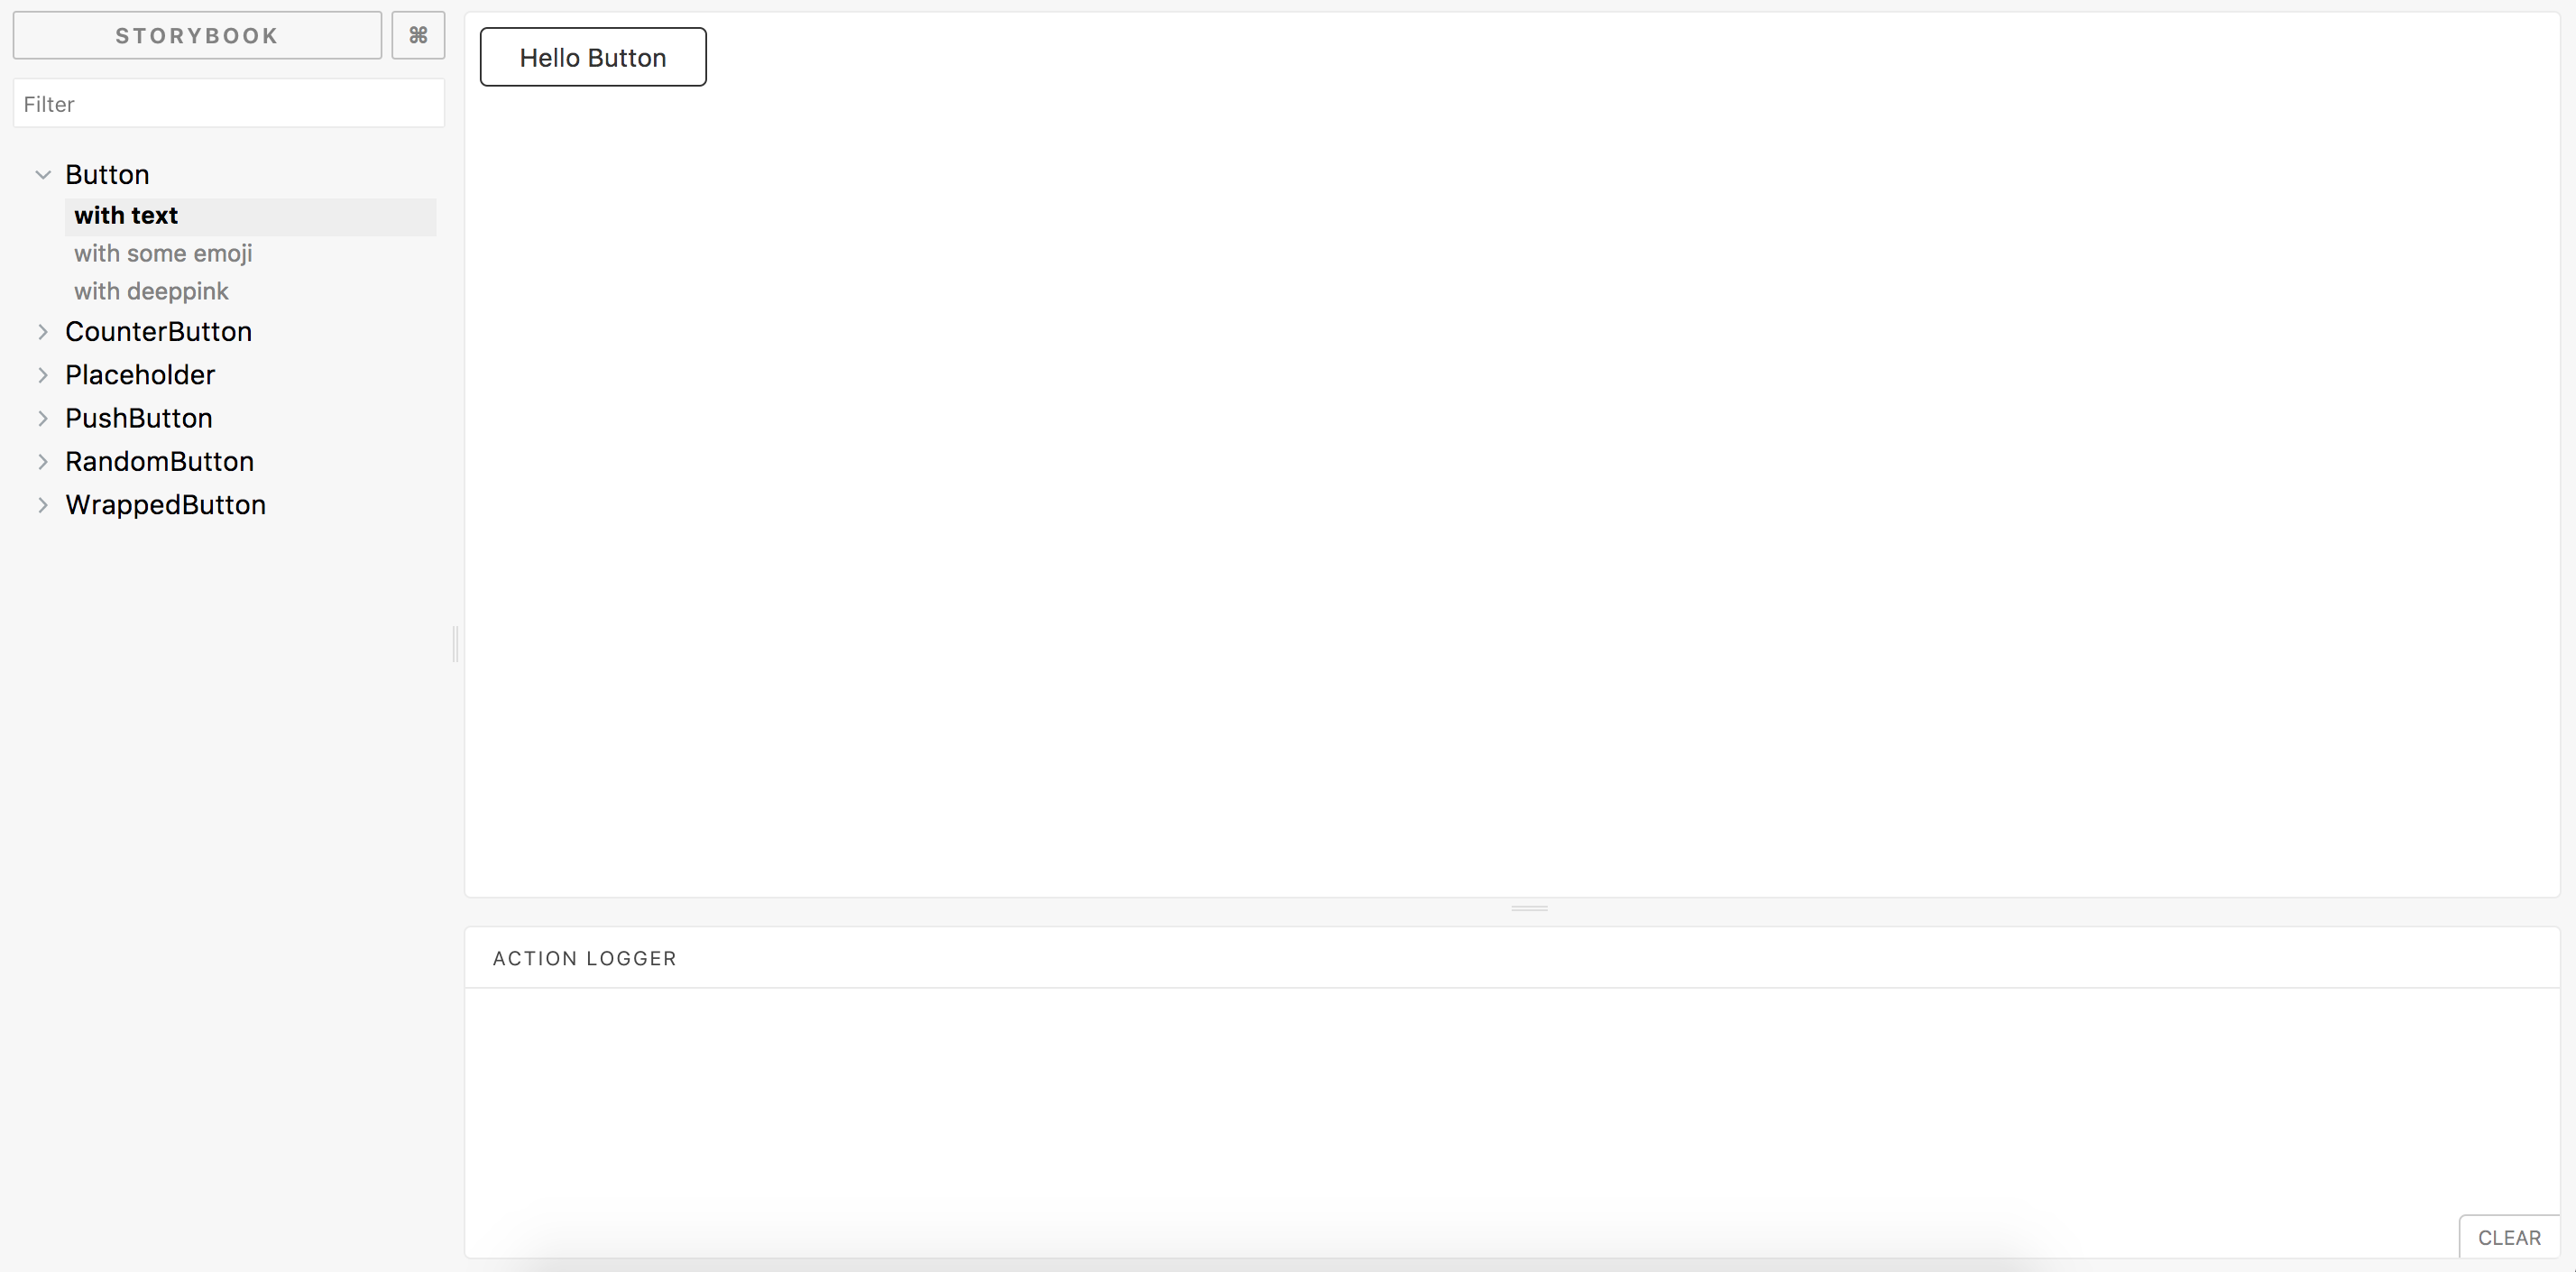 STORYBOOK ⌘
Filter
Button
with text
with some emoji
with deeppink
CounterButton
Placeholder
PushButton
RandomButton
WrappedButton
Hello Button
ACTION LOGGER
CLEAR